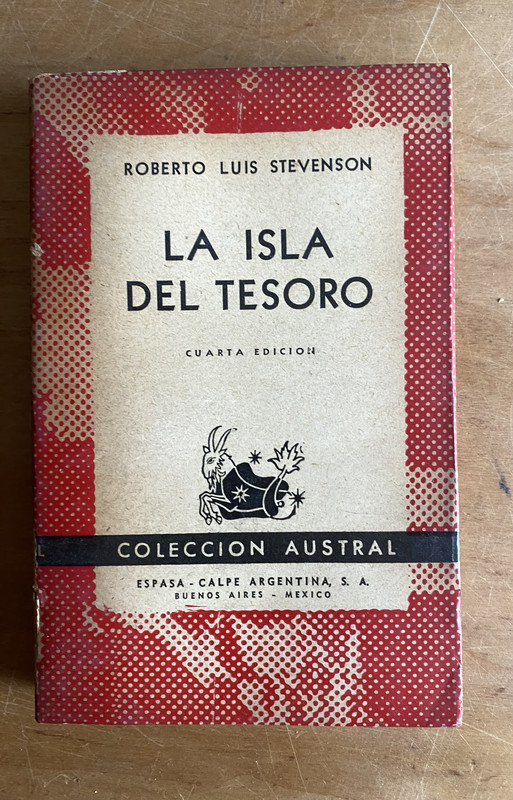 ROBERTO LUIS STEVENSON
LA ISLA
DEL TESORO
CUARTA EDICION
L
COLECCION AUSTRAL
ESPASA - CALPE ARGENTINA, S. A.
BUENOS AIRES - MEXICO